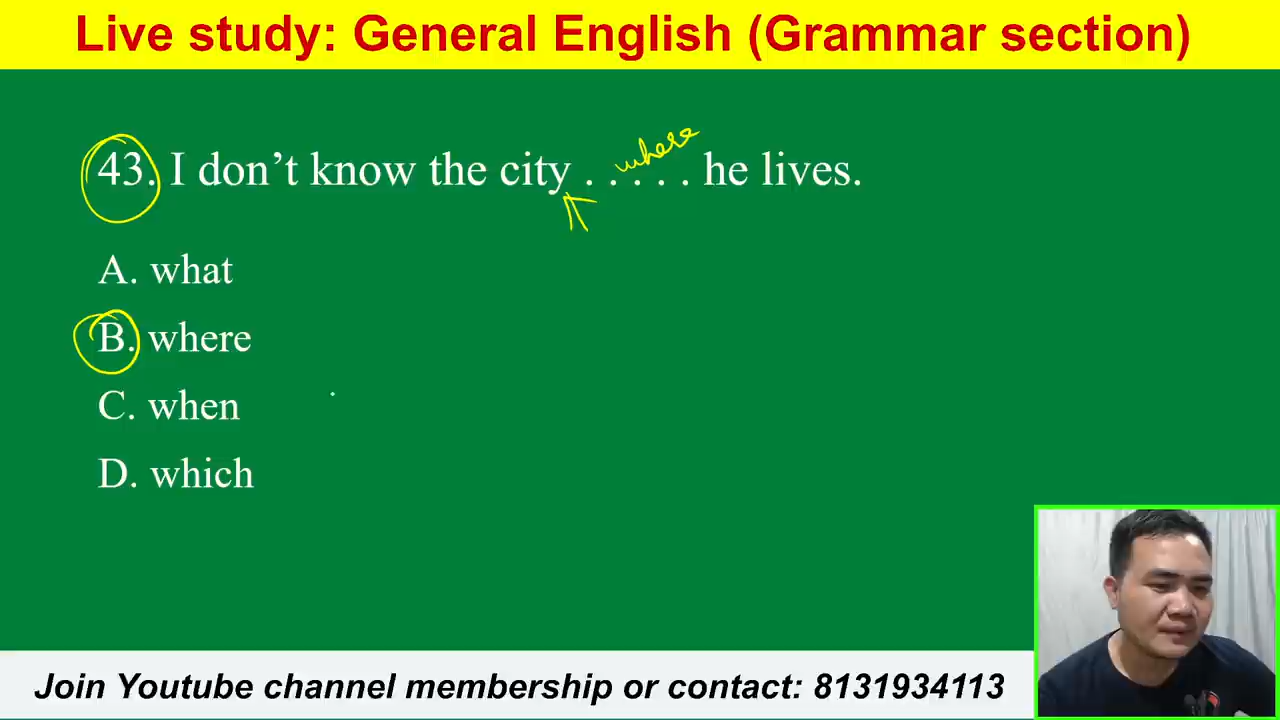 Live study: General English (Grammar section)
where
43. I don't know the city . . . . . he lives.
A. what
B. where
C. when
D. which
Join Youtube channel membership or contact: 8131934113